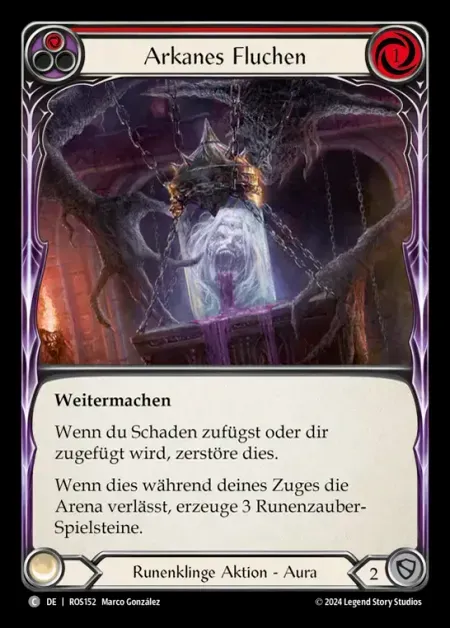 Arkanes Fluchen
1
Weitermachen
Wenn du Schaden zufügst oder dir
zugefügt wird, zerstöre dies.
Wenn dies während deines Zuges die
Arena verlässt, erzeuge 3 Runenzauber-
Spielsteine.
Runenklinge Aktion - Aura
2
C DE | ROS152 Marco González
© 2024 Legend Story Studios